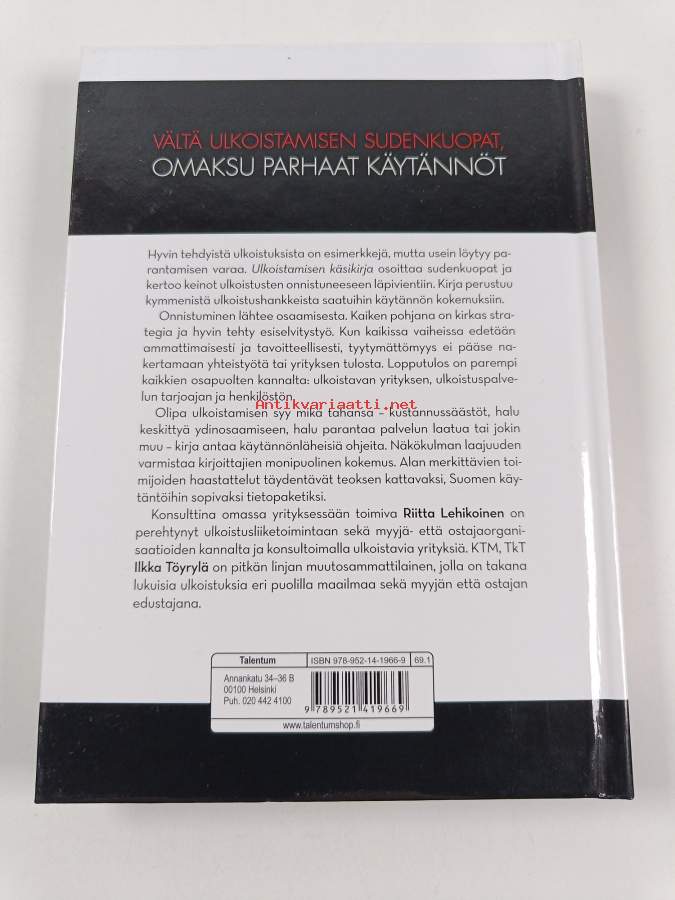 VÄLTÄ ULKOISTAMISEN SUDENKUOPAT,
OMAKSU PARHAAT KÄYTÄNNÖT
Hyvin tehdyistä ulkoistuksista on esimerkkejä, mutta usein löytyy pa-
rantamisen varaa. Ulkoistamisen käsikirja osoittaa sudenkuopat ja
kertoo keinot ulkoistusten onnistuneeseen läpivientiin. Kirja perustuu
kymmenistä ulkoistushankkeista saatuihin käytännön kokemuksiin.
Onnistuminen lähtee osaamisesta. Kaiken pohjana on kirkas stra-
tegia ja hyvin tehty esiselvitystyö. Kun kaikissa vaiheissa edetään
ammattimaisesti ja tavoitteellisesti, tyytymättömyys ei pääse na-
kertamaan yhteistyötä tai yrityksen tulosta. Lopputulos on parempi
kaikkien osapuolten kannalta: ulkoistavan yrityksen, ulkoistuspalve-
lun tarjoajan ja henkilöstön.
Antikvariaatti.net
Olipa ulkoistamisen syy mikä tahansa – kustannussäästöt, halu
keskittyä ydinosaamiseen, halu parantaa palvelun laatua tai jokin
muu – kirja antaa käytännönläheisiä ohjeita. Näkökulman laajuuden
varmistaa kirjoittajien monipuolinen kokemus. Alan merkittävien toi-
mijoiden haastattelut täydentävät teoksen kattavaksi, Suomen käy-
täntöihin sopivaksi tietopaketiksi.
Konsulttina omassa yrityksessään toimiva Riitta Lehikoinen on
perehtynyt ulkoistusliiketoimintaan sekä myyjä- että ostajaorgani-
saatioiden kannalta ja konsultoimalla ulkoistavia yrityksiä. KTM, TkT
Ilkka Töyrylä on pitkän linjan muutosammattilainen, jolla on takana
lukuisia ulkoistuksia eri puolilla maailmaa sekä myyjän että ostajan
edustajana.
Talentum ISBN 978-952-14-1966-9 69.1
Annankatu 34–36 B
00100 Helsinki
Puh. 020 442 4100
9 789521 419669
www.talentumshop.fi